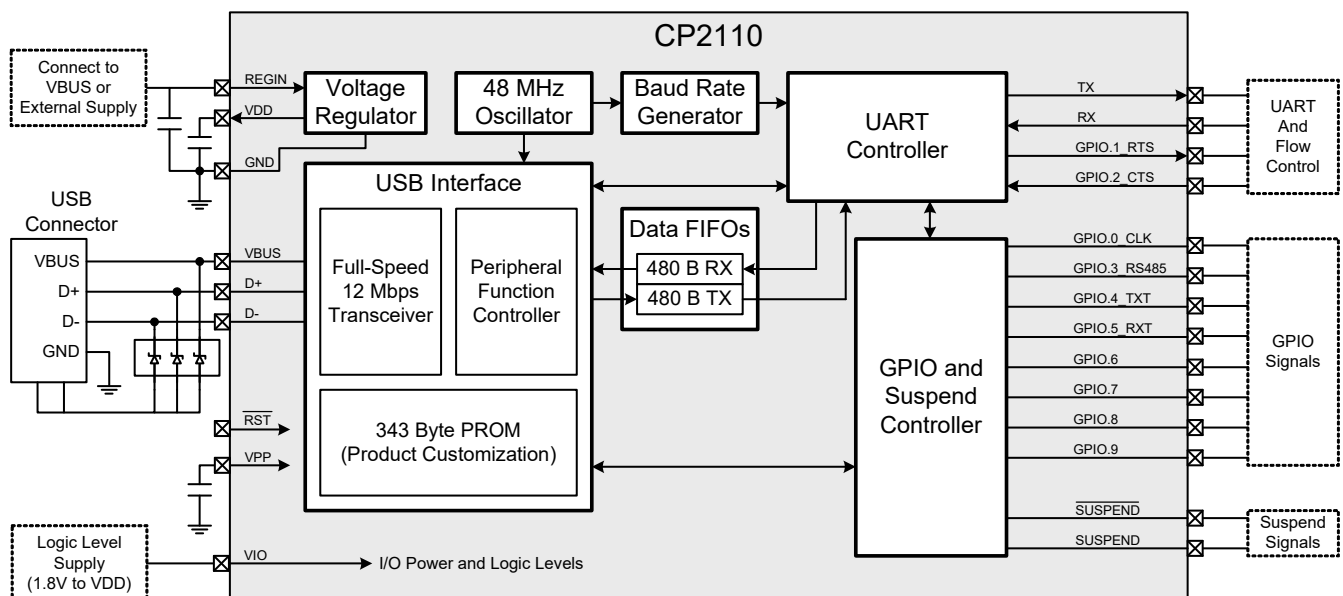 CP2110
Connect to
VBUS or
External Supply
REGIN
VDD
GND
Voltage
Regulator
48 MHz
Oscillator
Baud Rate
Generator
UART
Controller
TX
RX
GPIO.1_RTS
GPIO.2_CTS
UART
And
Flow
Control
USB
Connector
VBUS
D+
D-
GND
VBUS
D+
D-
USB Interface
Full-Speed
12 Mbps
Transceiver
Peripheral
Function
Controller
343 Byte PROM
(Product Customization)
Data FIFOs
480 B RX
480 B TX
GPIO and
Suspend
Controller
GPIO.0_CLK
GPIO.3_RS485
GPIO.4_TXT
GPIO.5_RXT
GPIO.6
GPIO.7
GPIO.8
GPIO.9
GPIO
Signals
RST
VPP
SUSPEND
SUSPEND
Suspend
Signals
Logic Level
Supply
(1.8V to VDD)
VIO
I/O Power and Logic Levels